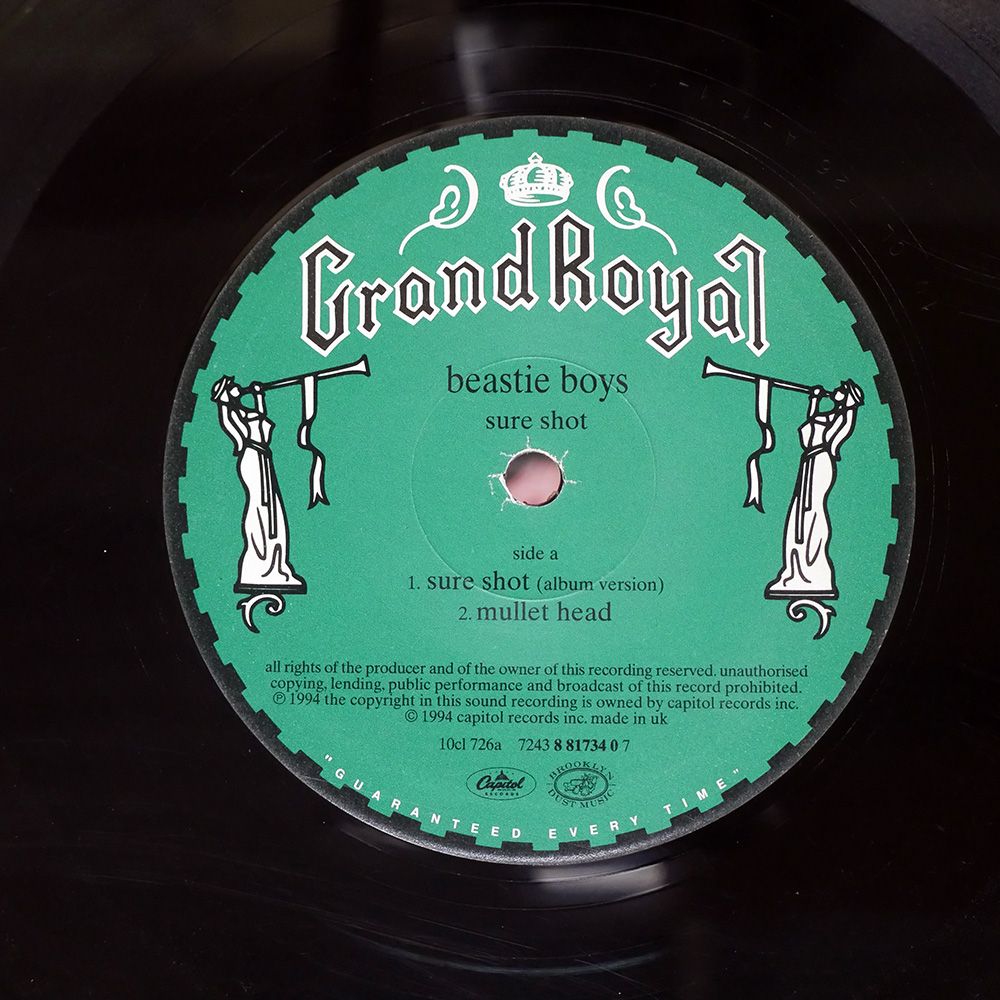 Grand Royal
beastie boys
sure shot
side a
1. sure shot (album version)
2. mullet head
all rights of the producer and of the owner of this recording reserved. unauthorised
copying, lending, public performance and broadcast of this record prohibited.
℗ 1994 the copyright in this sound recording is owned by capitol records inc.
© 1994 capitol records inc. made in uk
10cl 726a 7243 8 81734 0 7
Capitol
RECORDS
BROOKLYN
DUST MUSIC
"GUARANTEED EVERY TIME"